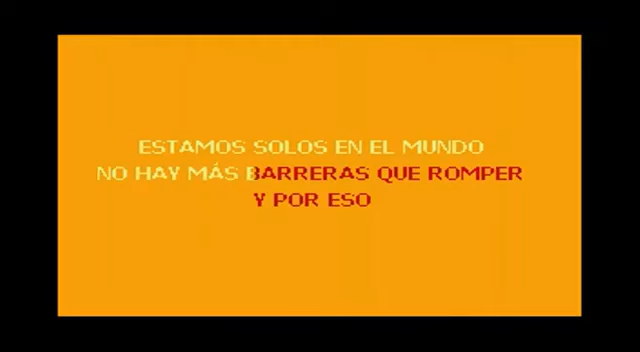 ESTAMOS SOLOS EN EL MUNDO
NO HAY MÁS BARRERAS QUE ROMPER
Y POR ESO